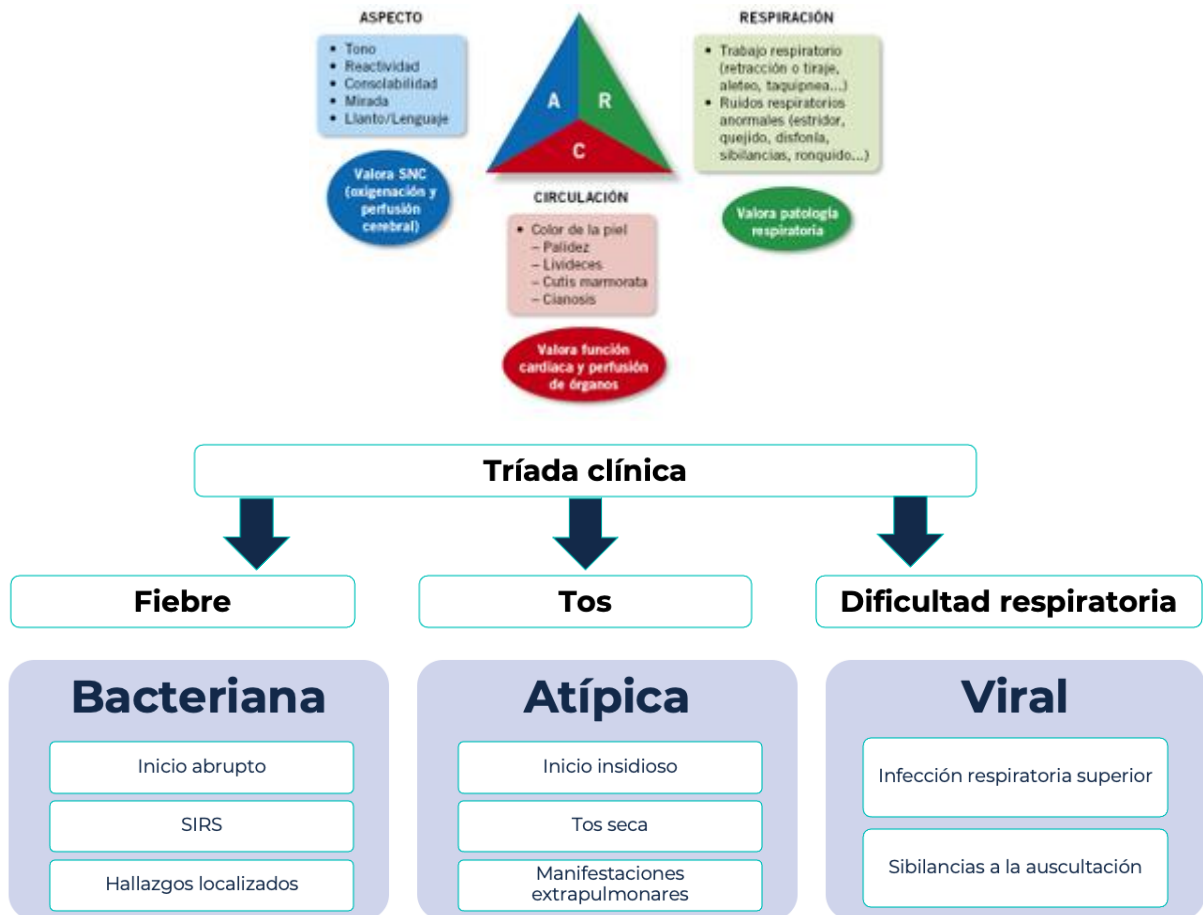 ASPECTO
• Tono
• Reactividad
• Consolabilidad
• Mirada
• Llanto/Lenguaje
Valora SNC
(oxigenación y
perfusión
cerebral)
A
R
C
RESPIRACIÓN
• Trabajo respiratorio
(retracción o tiraje,
aleteo, taquipnea...)
• Ruidos respiratorios
anormales (estridor,
quejido, disfonía,
sibilancias, ronquido...)
Valora patología
respiratoria
CIRCULACIÓN
• Color de la piel
– Palidez
– Livideces
– Cutis marmorata
– Cianosis
Valora función
cardiaca y perfusión
de órganos
Tríada clínica
Fiebre
Tos
Dificultad respiratoria
Bacteriana
Inicio abrupto
SIRS
Hallazgos localizados
Atípica
Inicio insidioso
Tos seca
Manifestaciones
extrapulmonares
Viral
Infección respiratoria superior
Sibilancias a la auscultación